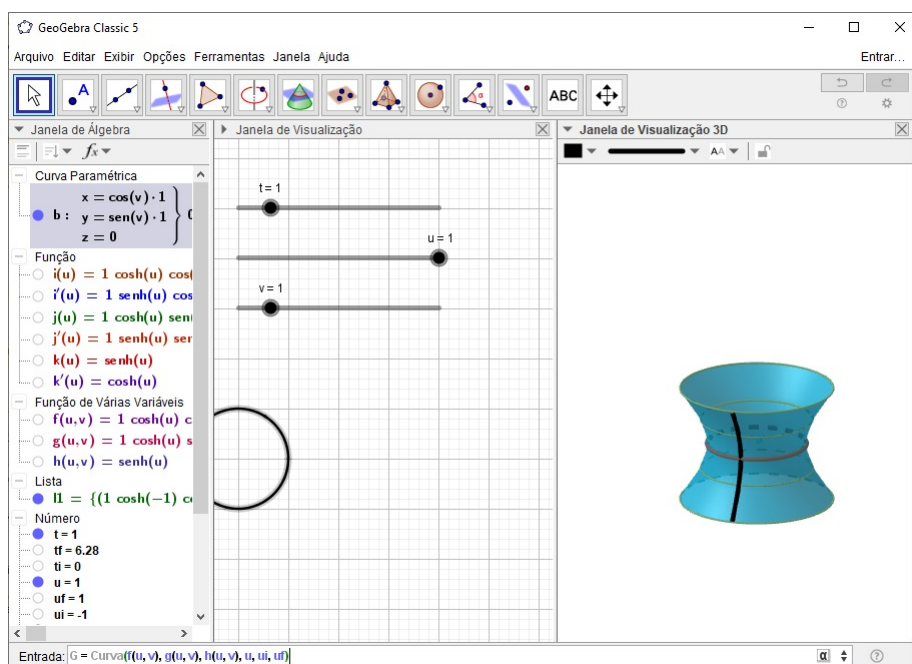 GeoGebra Classic 5
Arquivo Editar Exibir Opções Ferramentas Janela Ajuda
Entrar...
A
ABC
Janela de Álgebra
Janela de Visualização
Janela de Visualização 3D
fx
AA
Curva Paramétrica
x = cos(v) · 1
b : y = sen(v) · 1
z = 0
Função
i(u) = 1 cosh(u) cos(
i′(u) = 1 senh(u) cos
j(u) = 1 cosh(u) sen
j′(u) = 1 senh(u) ser
k(u) = senh(u)
k′(u) = cosh(u)
Função de Várias Variáveis
f(u,v) = 1 cosh(u) c
g(u,v) = 1 cosh(u) s
h(u,v) = senh(u)
Lista
l1 = {(1 cosh(-1) c
Número
t = 1
tf = 6.28
ti = 0
u = 1
uf = 1
ui = -1
t = 1
u = 1
v = 1
Entrada: G = Curva(f(u, v), g(u, v), h(u, v), u, ui, uf)
α